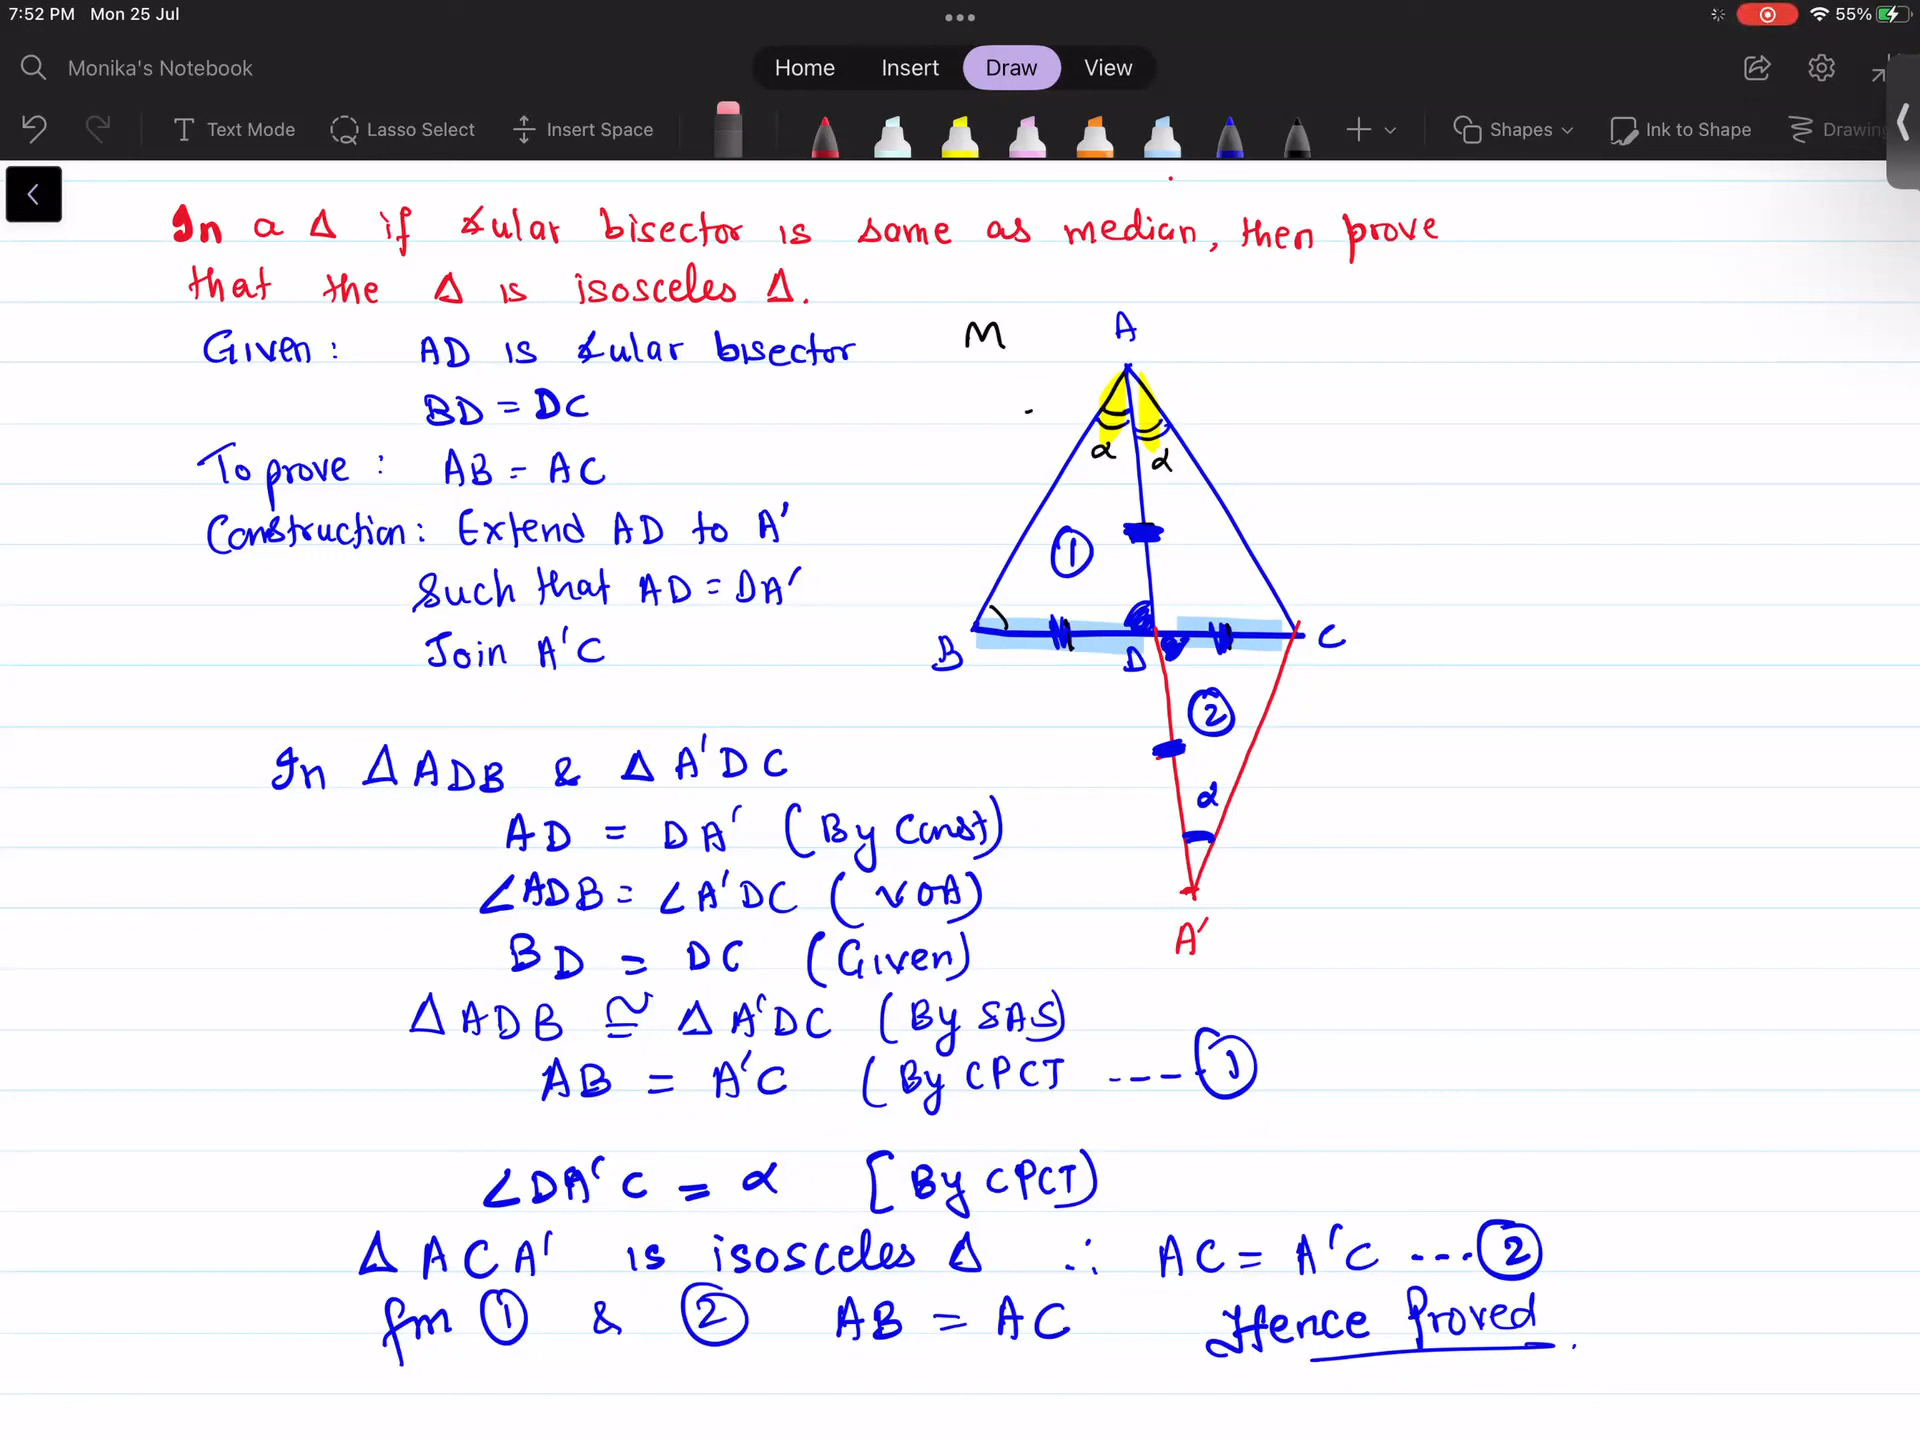 7:52 PM Mon 25 Jul
55%
Monika's Notebook
Home Insert Draw View
Text Mode Lasso Select Insert Space Shapes Ink to Shape Drawing
In a Δ if ∡ular bisector is same as median, then prove
that the Δ is isosceles Δ.
Given : AD is ∡ular bisector
BD = DC
To prove : AB = AC
Construction : Extend AD to A'
Such that AD = DA'
Join A'C
M
A
α α
①
B D C
②
α
A'
In Δ ADB & Δ A'DC
AD = DA' (By Const)
∠ADB = ∠A'DC (VOA)
BD = DC (Given)
Δ ADB ≅ Δ A'DC (By SAS)
AB = A'C (By CPCT ---- ①
∠DA'C = α [By CPCT)
Δ ACA' is isosceles Δ ∴ AC = A'C ---- ②
fm ① & ② AB = AC Hence Proved.